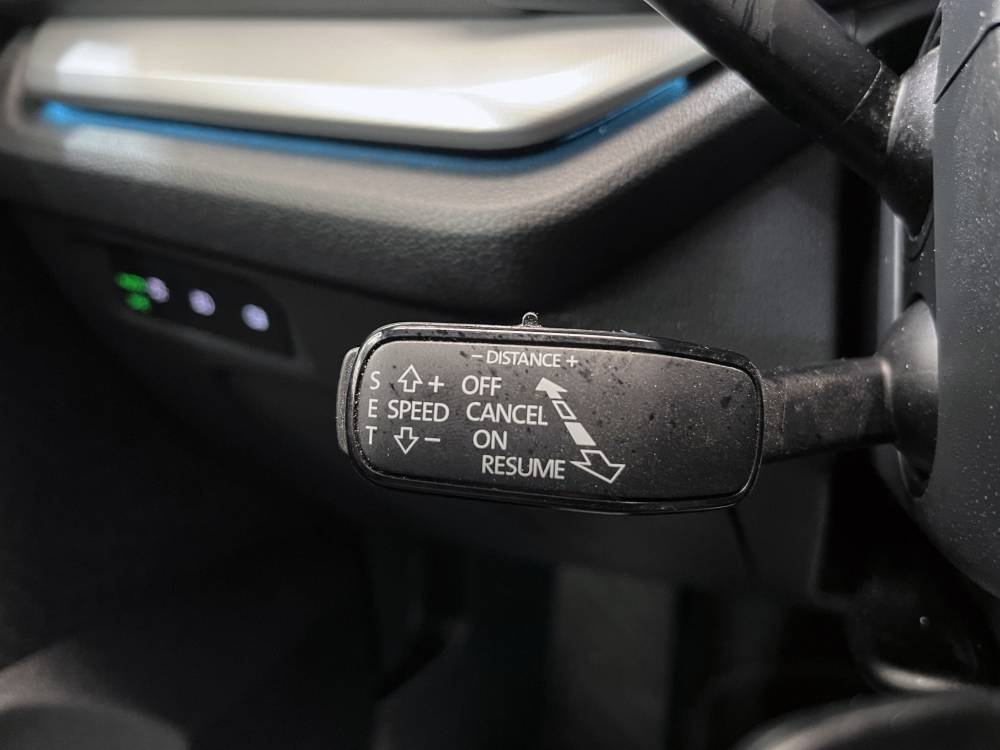 − DISTANCE +
S + OFF
E SPEED CANCEL
T − ON
RESUME